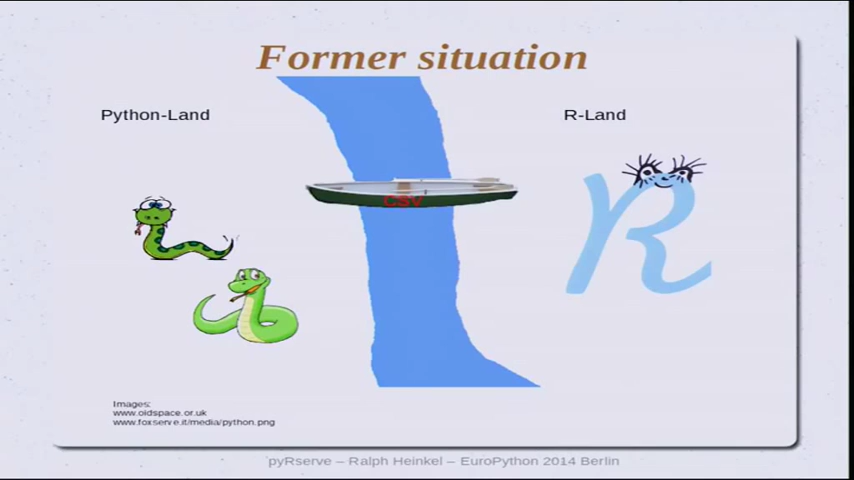 Former situation
Python-Land
R-Land
CSV
Images:
www.oldspace.or.uk
www.foxserve.it/media/python.png
pyRserve – Ralph Heinkel – EuroPython 2014 Berlin